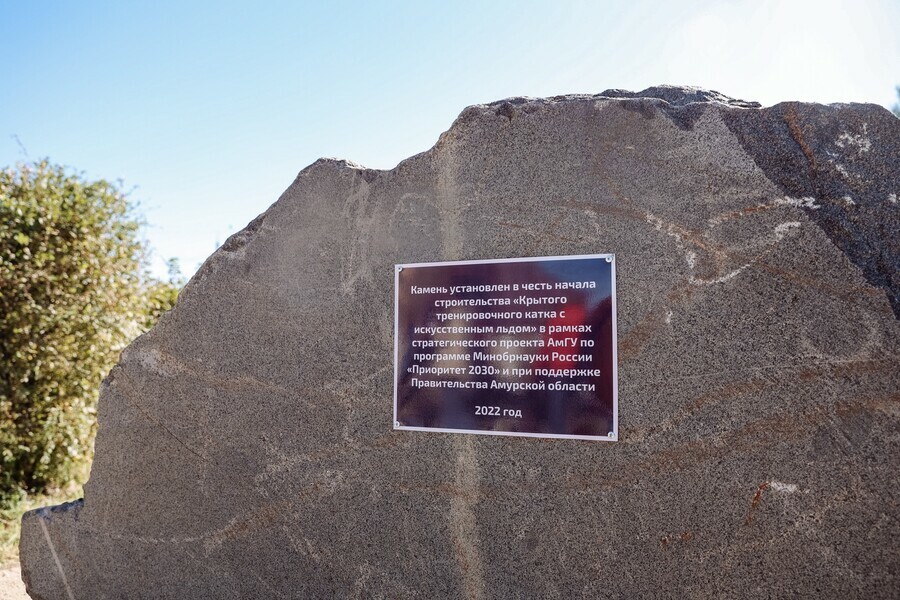 Камень установлен в честь начала
строительства «Крытого
тренировочного катка с
искусственным льдом» в рамках
стратегического проекта АмГУ по
программе Минобрнауки России
«Приоритет 2030» и при поддержке
Правительства Амурской области
2022 год